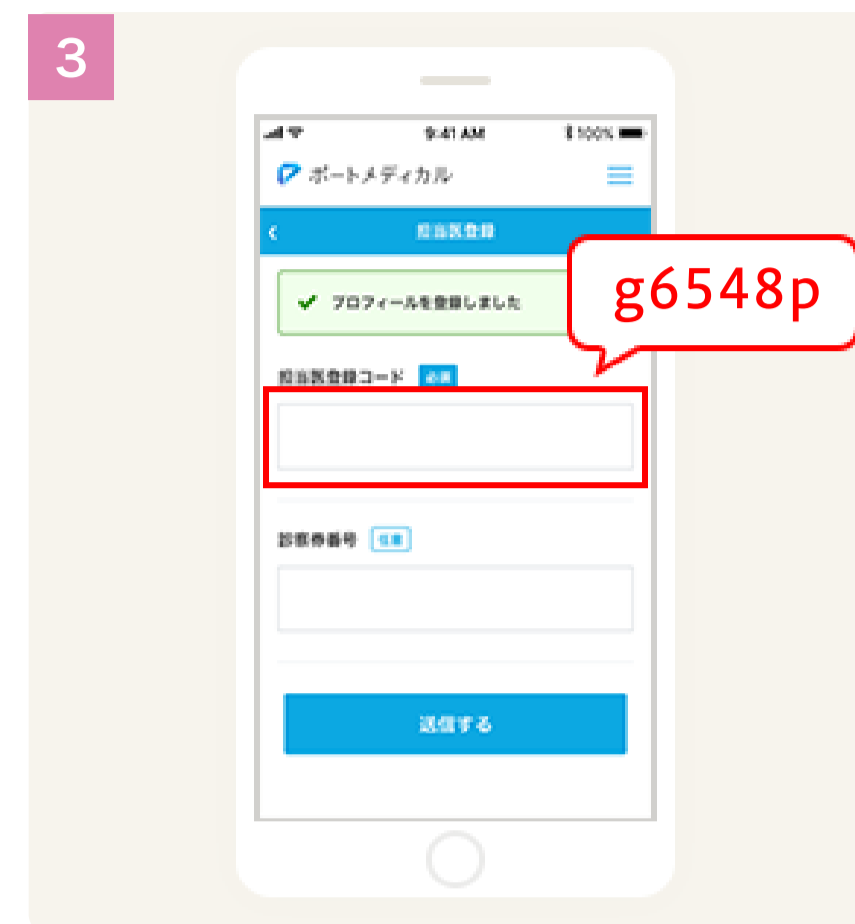 3
9:41 AM
100%
ポートメディカル
担当医登録
プロフィールを登録しました
g6548p
担当医登録コード 必須
診察券番号 任意
送信する